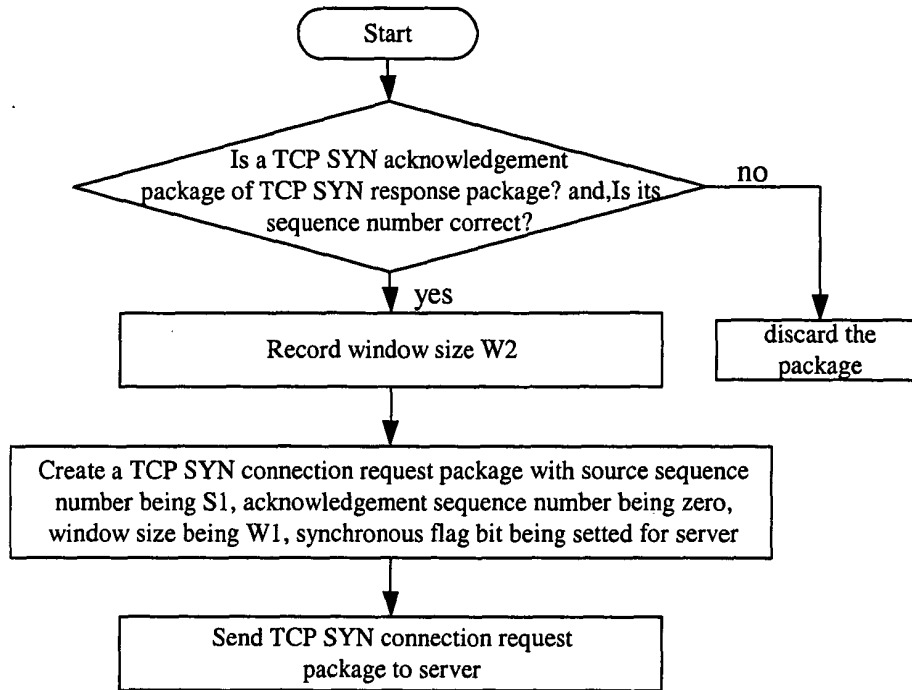 Start
Is a TCP SYN acknowledgement
package of TCP SYN response package? and,Is its
sequence number correct?
no
yes
Record window size W2
discard the
package
Create a TCP SYN connection request package with source sequence
number being S1, acknowledgement sequence number being zero,
window size being W1, synchronous flag bit being setted for server
Send TCP SYN connection request
package to server